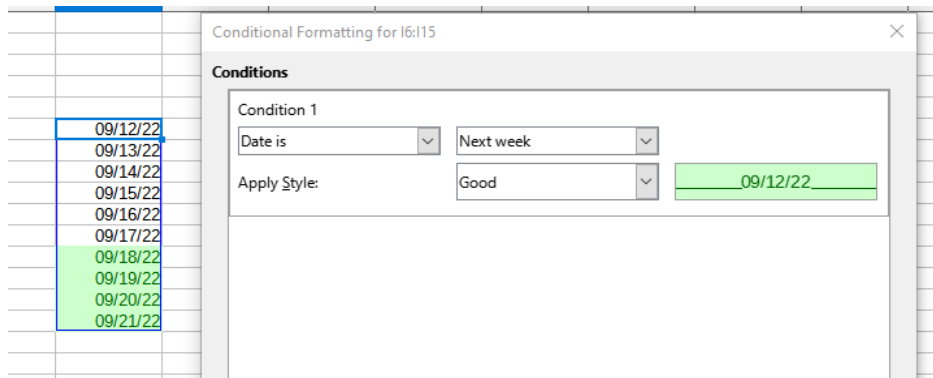 Conditional Formatting for I6:I15
Conditions
Condition 1
Date is
Next week
Apply Style:
Good
09/12/22
09/12/22
09/13/22
09/14/22
09/15/22
09/16/22
09/17/22
09/18/22
09/19/22
09/20/22
09/21/22